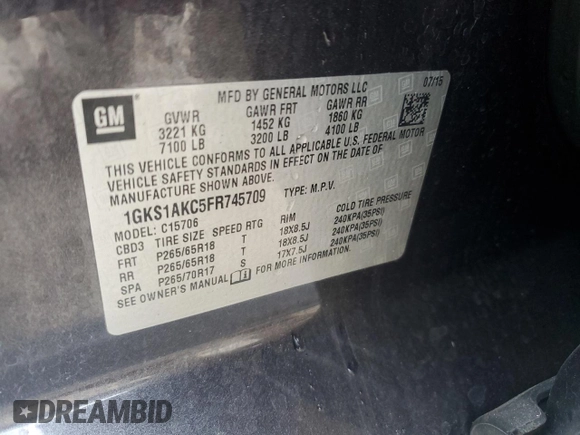 GM
MFD BY GENERAL MOTORS LLC 07/15
GVWR GAWR FRT GAWR RR
3221 KG 1452 KG 1860 KG
7100 LB 3200 LB 4100 LB
THIS VEHICLE CONFORMS TO ALL APPLICABLE U.S. FEDERAL MOTOR
VEHICLE SAFETY STANDARDS IN EFFECT ON THE DATE OF
MANUFACTURE SHOWN ABOVE.
1GKS1AKC5FR745709 TYPE: M.P.V.
MODEL: C15706
CBD3 TIRE SIZE SPEED RTG RIM COLD TIRE PRESSURE
FRT P265/65R18 T 18X8.5J 240KPA(35PSI)
RR P265/65R18 T 18X8.5J 240KPA(35PSI)
SPA P265/70R17 S 17X7.5J 240KPA(35PSI)
SEE OWNER'S MANUAL FOR MORE INFORMATION.
DREAMBID